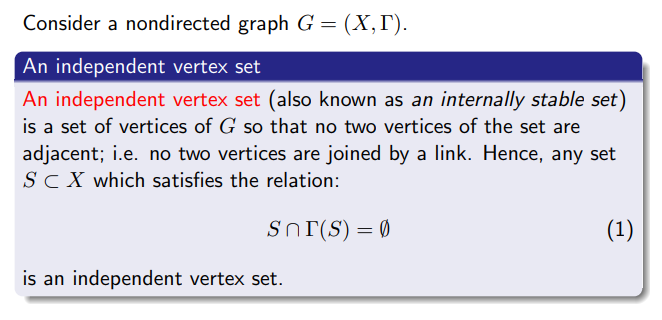 Consider a nondirected graph G = (X, Γ).
An independent vertex set
An independent vertex set (also known as an internally stable set)
is a set of vertices of G so that no two vertices of the set are
adjacent; i.e. no two vertices are joined by a link. Hence, any set
S ⊂ X which satisfies the relation:
S ∩ Γ(S) = ∅ (1)
is an independent vertex set.